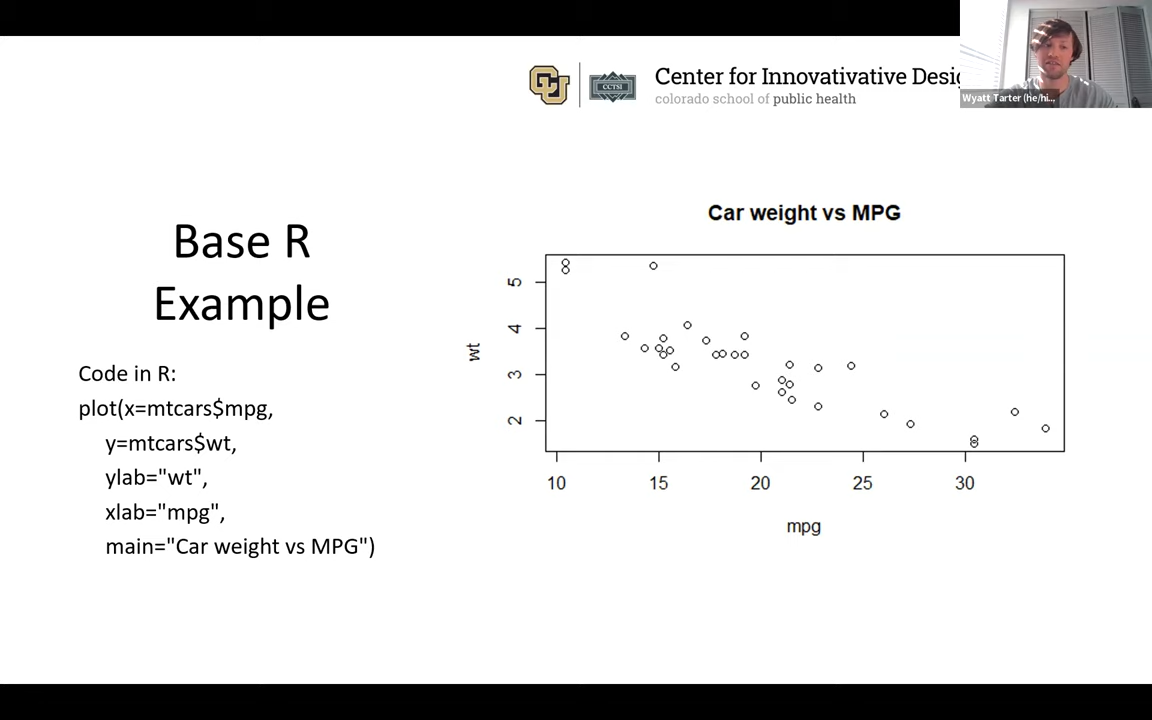 Center for Innovativative Desig
colorado school of public health
CU
CCTSI
Wyatt Tarter (he/hi...
Base R
Example
Code in R:
plot(x=mtcars$mpg,
y=mtcars$wt,
ylab="wt",
xlab="mpg",
main="Car weight vs MPG")
Car weight vs MPG
wt
5
4
3
2
10 15 20 25 30
mpg